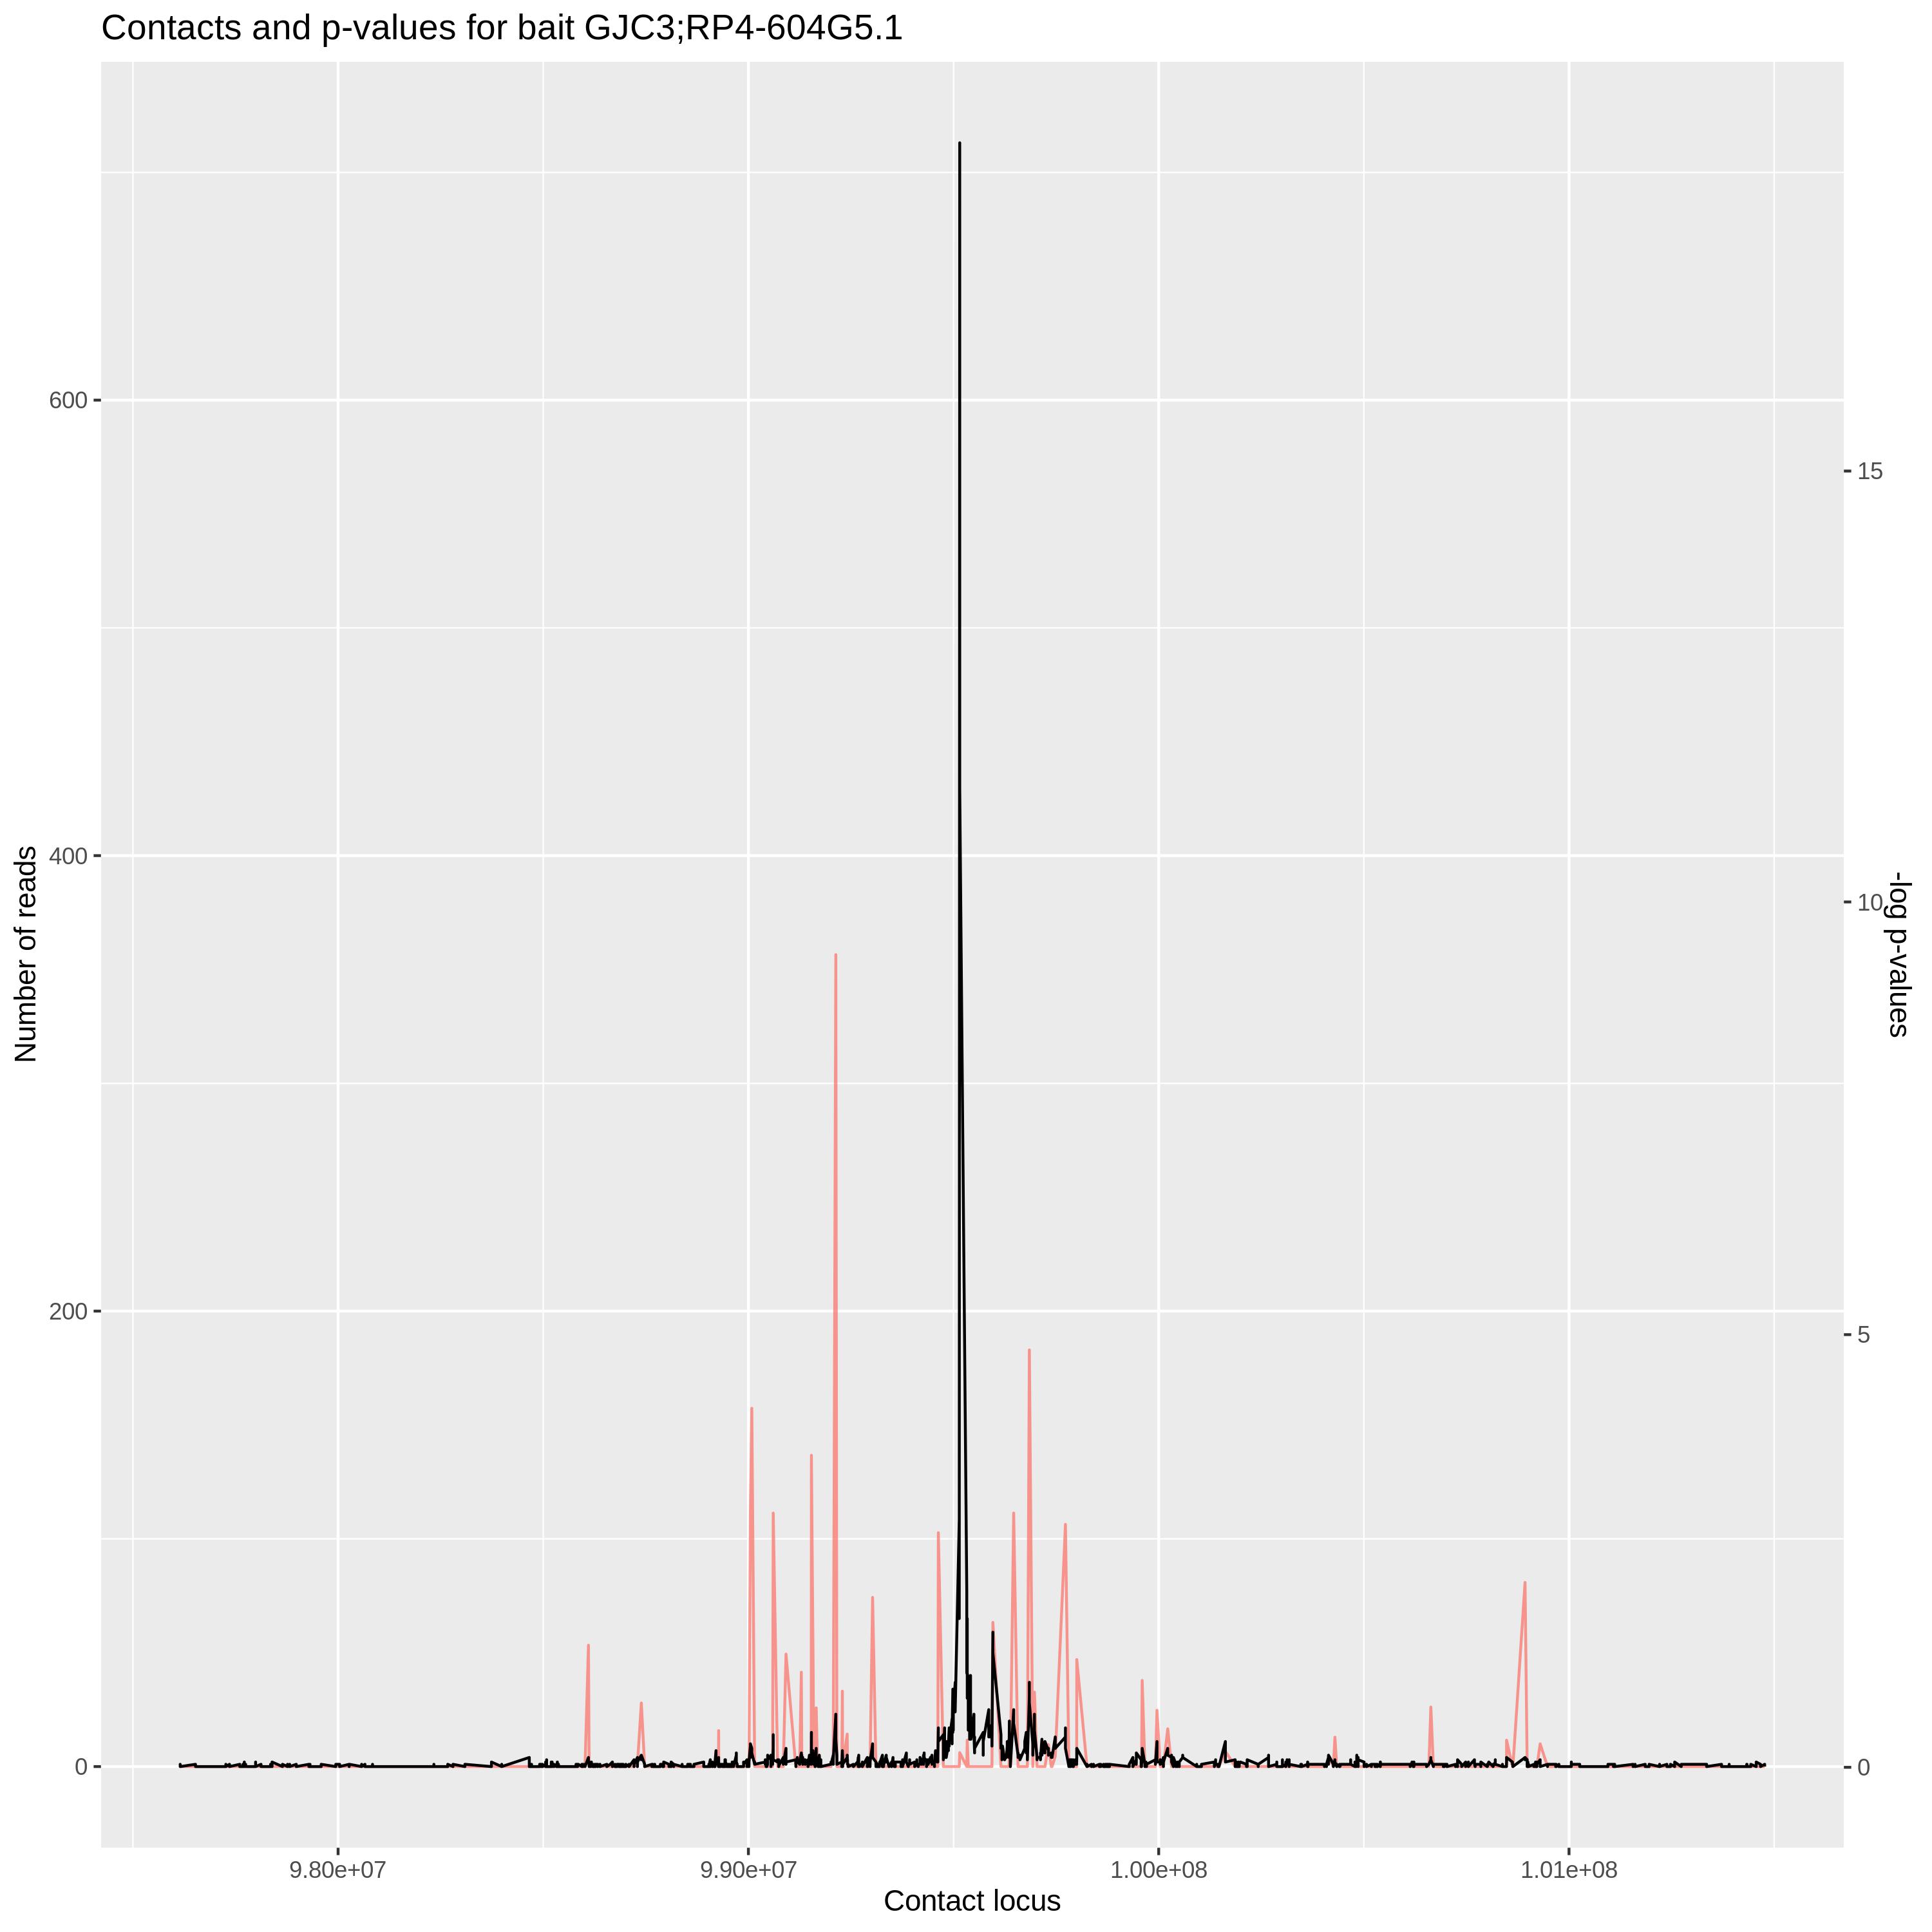 Contacts and p-values for bait GJC3;RP4-604G5.1
Number of reads
600
400
200
0
15
10
5
0
-log p-values
9.80e+07
9.90e+07
1.00e+08
1.01e+08
Contact locus